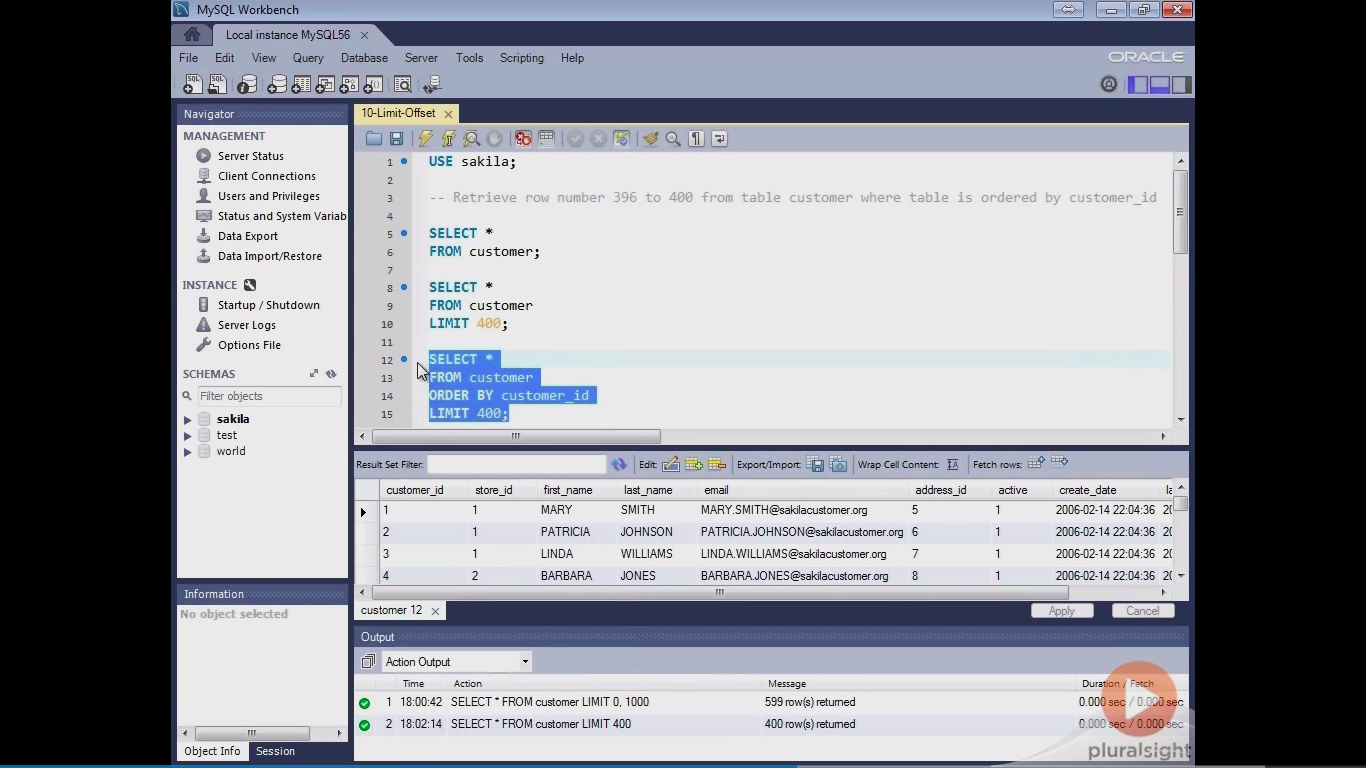 MySQL Workbench
Local instance MySQL56
File Edit View Query Database Server Tools Scripting Help
ORACLE
Navigator
MANAGEMENT
Server Status
Client Connections
Users and Privileges
Status and System Variab
Data Export
Data Import/Restore
INSTANCE
Startup / Shutdown
Server Logs
Options File
SCHEMAS
Filter objects
sakila
test
world
Information
No object selected
Object Info Session
10-Limit-Offset
1 USE sakila;
2
3 -- Retrieve row number 396 to 400 from table customer where table is ordered by customer_id
4
5 SELECT *
6 FROM customer;
7
8 SELECT *
9 FROM customer
10 LIMIT 400;
11
12 SELECT *
13 FROM customer
14 ORDER BY customer_id
15 LIMIT 400;
Result Set Filter: Edit: Export/Import: Wrap Cell Content: Fetch rows:
customer_id store_id first_name last_name email address_id active create_date la
1 1 MARY SMITH MARY.SMITH@sakilacustomer.org 5 1 2006-02-14 22:04:36 20
2 1 PATRICIA JOHNSON PATRICIA.JOHNSON@sakilacustomer.org 6 1 2006-02-14 22:04:36 20
3 1 LINDA WILLIAMS LINDA.WILLIAMS@sakilacustomer.org 7 1 2006-02-14 22:04:36 20
4 2 BARBARA JONES BARBARA.JONES@sakilacustomer.org 8 1 2006-02-14 22:04:36 20
customer 12
Apply Cancel
Output
Action Output
Time Action Message Duration / Fetch
1 18:00:42 SELECT * FROM customer LIMIT 0, 1000 599 row(s) returned 0.000 sec / 0.000 sec
2 18:02:14 SELECT * FROM customer LIMIT 400 400 row(s) returned 0.000 sec / 0.000 sec
pluralsight